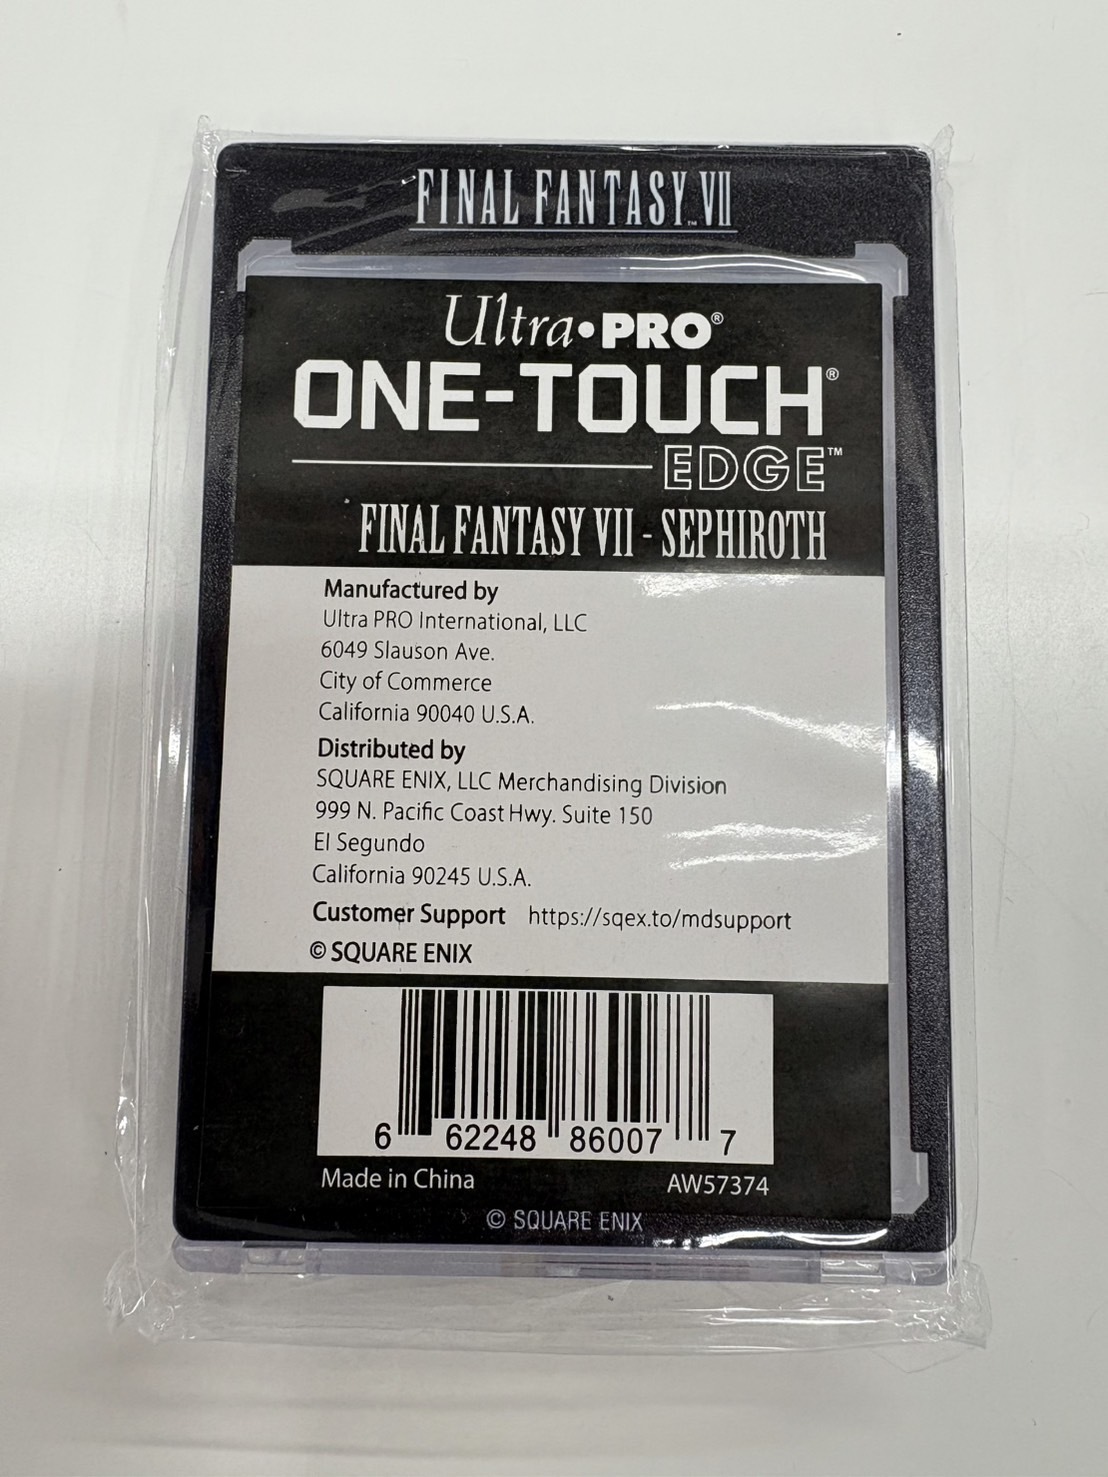 FINAL FANTASY™ VII
Ultra•PRO®
ONE-TOUCH®
EDGE™
FINAL FANTASY VII - SEPHIROTH
Manufactured by
Ultra PRO International, LLC
6049 Slauson Ave.
City of Commerce
California 90040 U.S.A.
Distributed by
SQUARE ENIX, LLC Merchandising Division
999 N. Pacific Coast Hwy. Suite 150
El Segundo
California 90245 U.S.A.
Customer Support https://sqex.to/mdsupport
© SQUARE ENIX
6 62248 86007 7
Made in China AW57374
© SQUARE ENIX